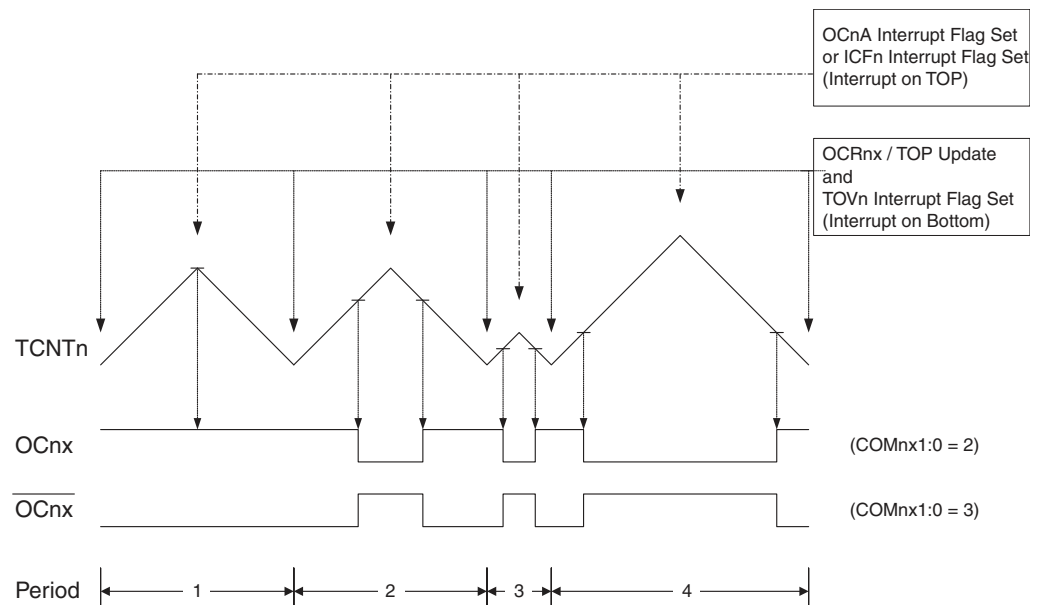 OCnA Interrupt Flag Set
or ICFn Interrupt Flag Set
(Interrupt on TOP)
OCRnx / TOP Update
and
TOVn Interrupt Flag Set
(Interrupt on Bottom)
TCNTn
OCnx
(COMnx1:0 = 2)
OCnx
(COMnx1:0 = 3)
Period
1
2
3
4